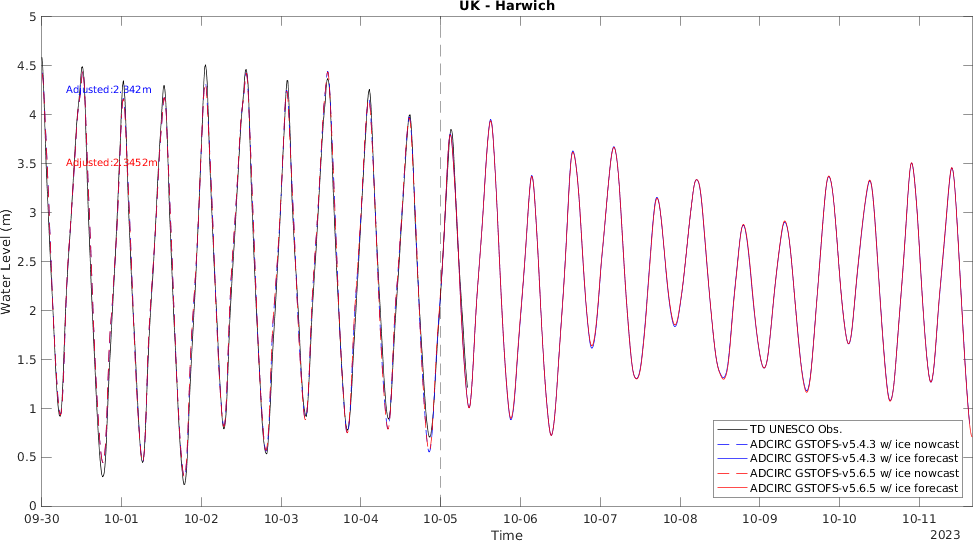 UK - Harwich
5
4.5
4
3.5
3
2.5
2
1.5
1
0.5
0
Water Level (m)
Adjusted:2.342m
Adjusted:2.3452m
TD UNESCO Obs.
ADCIRC GSTOFS-v5.4.3 w/ ice nowcast
ADCIRC GSTOFS-v5.4.3 w/ ice forecast
ADCIRC GSTOFS-v5.6.5 w/ ice nowcast
ADCIRC GSTOFS-v5.6.5 w/ ice forecast
09-30 10-01 10-02 10-03 10-04 10-05 10-06 10-07 10-08 10-09 10-10 10-11
Time
2023